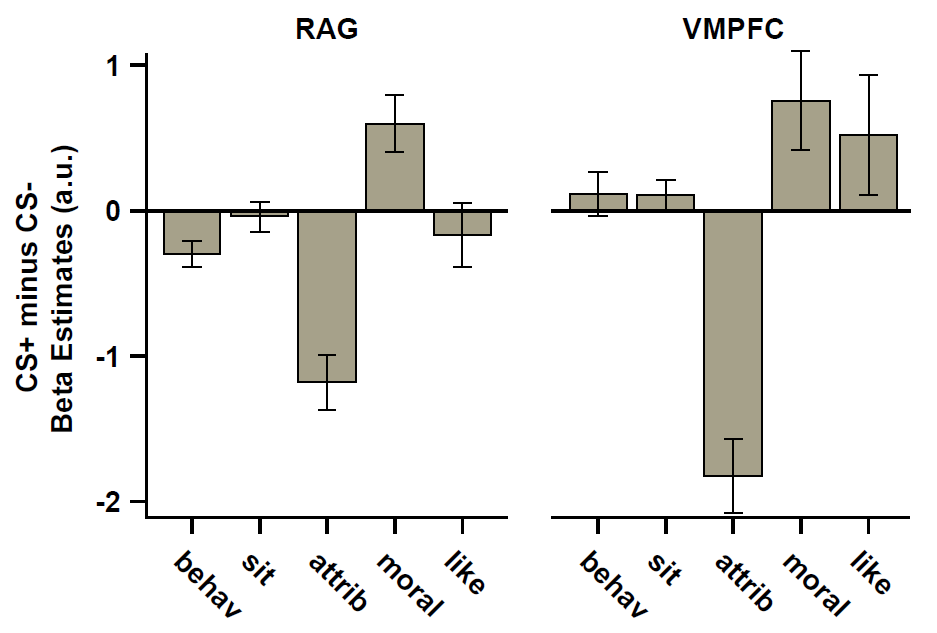 RAG
VMPFC
CS+ minus CS-
Beta Estimates (a.u.)
1
0
-1
-2
behav
sit
attrib
moral
like
behav
sit
attrib
moral
like